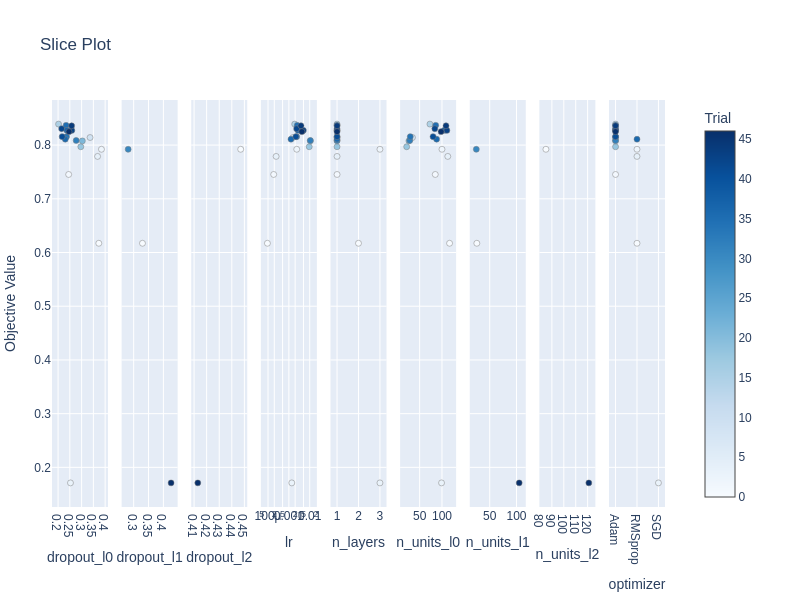 Slice Plot
Trial
Objective Value
0.8
0.7
0.6
0.5
0.4
0.3
0.2
0.2
0.25
0.3
0.35
0.4
dropout_l0
0.3
0.35
0.4
dropout_l1
0.41
0.42
0.43
0.44
0.45
dropout_l2
lr
1
2
3
n_layers
50
100
n_units_l0
50
100
n_units_l1
80
90
100
110
120
n_units_l2
Adam
RMSprop
SGD
optimizer
45
40
35
30
25
20
15
10
5
0